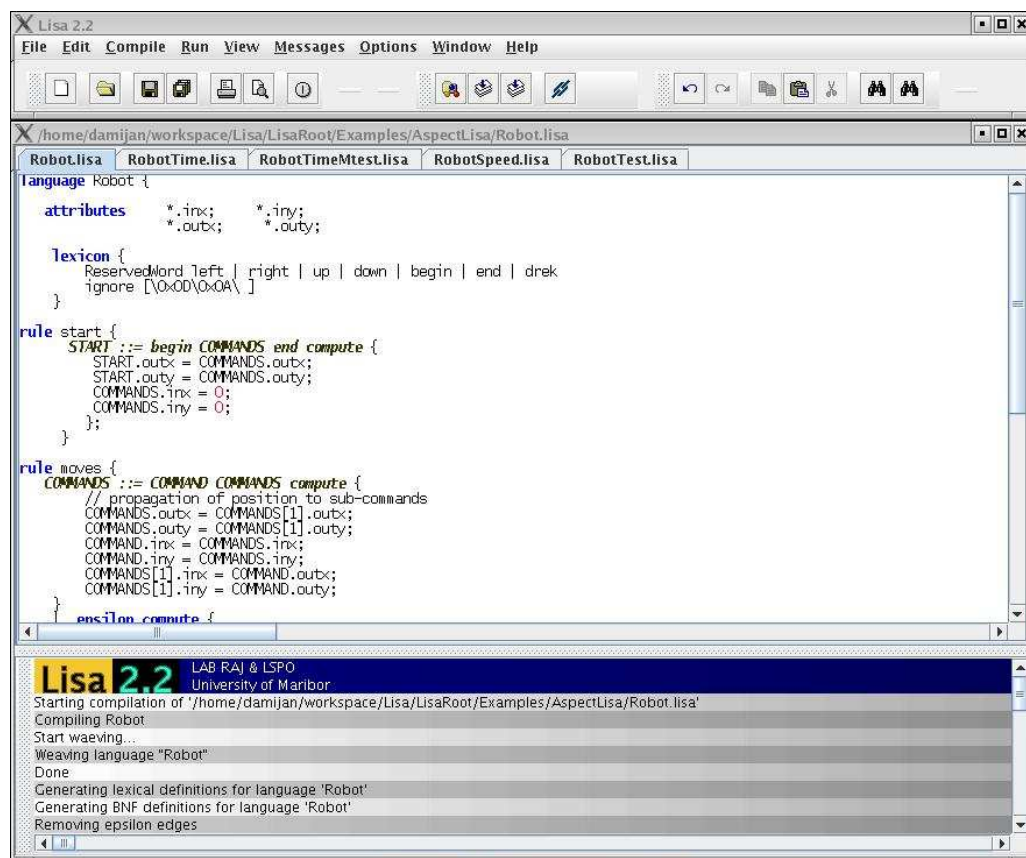 Lisa 2.2
File Edit Compile Run View Messages Options Window Help
/home/damijan/workspace/Lisa/LisaRoot/Examples/AspectLisa/Robot.lisa
Robot.lisa RobotTime.lisa RobotTimeMtest.lisa RobotSpeed.lisa RobotTest.lisa
language Robot {
attributes *.inx; *.iny;
*.outx; *.outy;
lexicon {
ReservedWord left | right | up | down | begin | end | drek
ignore [\0x0D\0x0A\ ]
}
rule start {
START ::= begin COMMANDS end compute {
START.outx = COMMANDS.outx;
START.outy = COMMANDS.outy;
COMMANDS.inx = 0;
COMMANDS.iny = 0;
};
}
rule moves {
COMMANDS ::= COMMAND COMMANDS compute {
// propagation of position to sub-commands
COMMANDS.outx = COMMANDS[1].outx;
COMMANDS.outy = COMMANDS[1].outy;
COMMAND.inx = COMMANDS.inx;
COMMAND.iny = COMMANDS.iny;
COMMANDS[1].inx = COMMAND.outx;
COMMANDS[1].iny = COMMAND.outy;
}
| epsilon compute {
Lisa 2.2 LAB RAJ & LSPO
University of Maribor
Starting compilation of '/home/damijan/workspace/Lisa/LisaRoot/Examples/AspectLisa/Robot.lisa'
Compiling Robot
Start waeving...
Weaving language "Robot"
Done
Generating lexical definitions for language 'Robot'
Generating BNF definitions for language 'Robot'
Removing epsilon edges